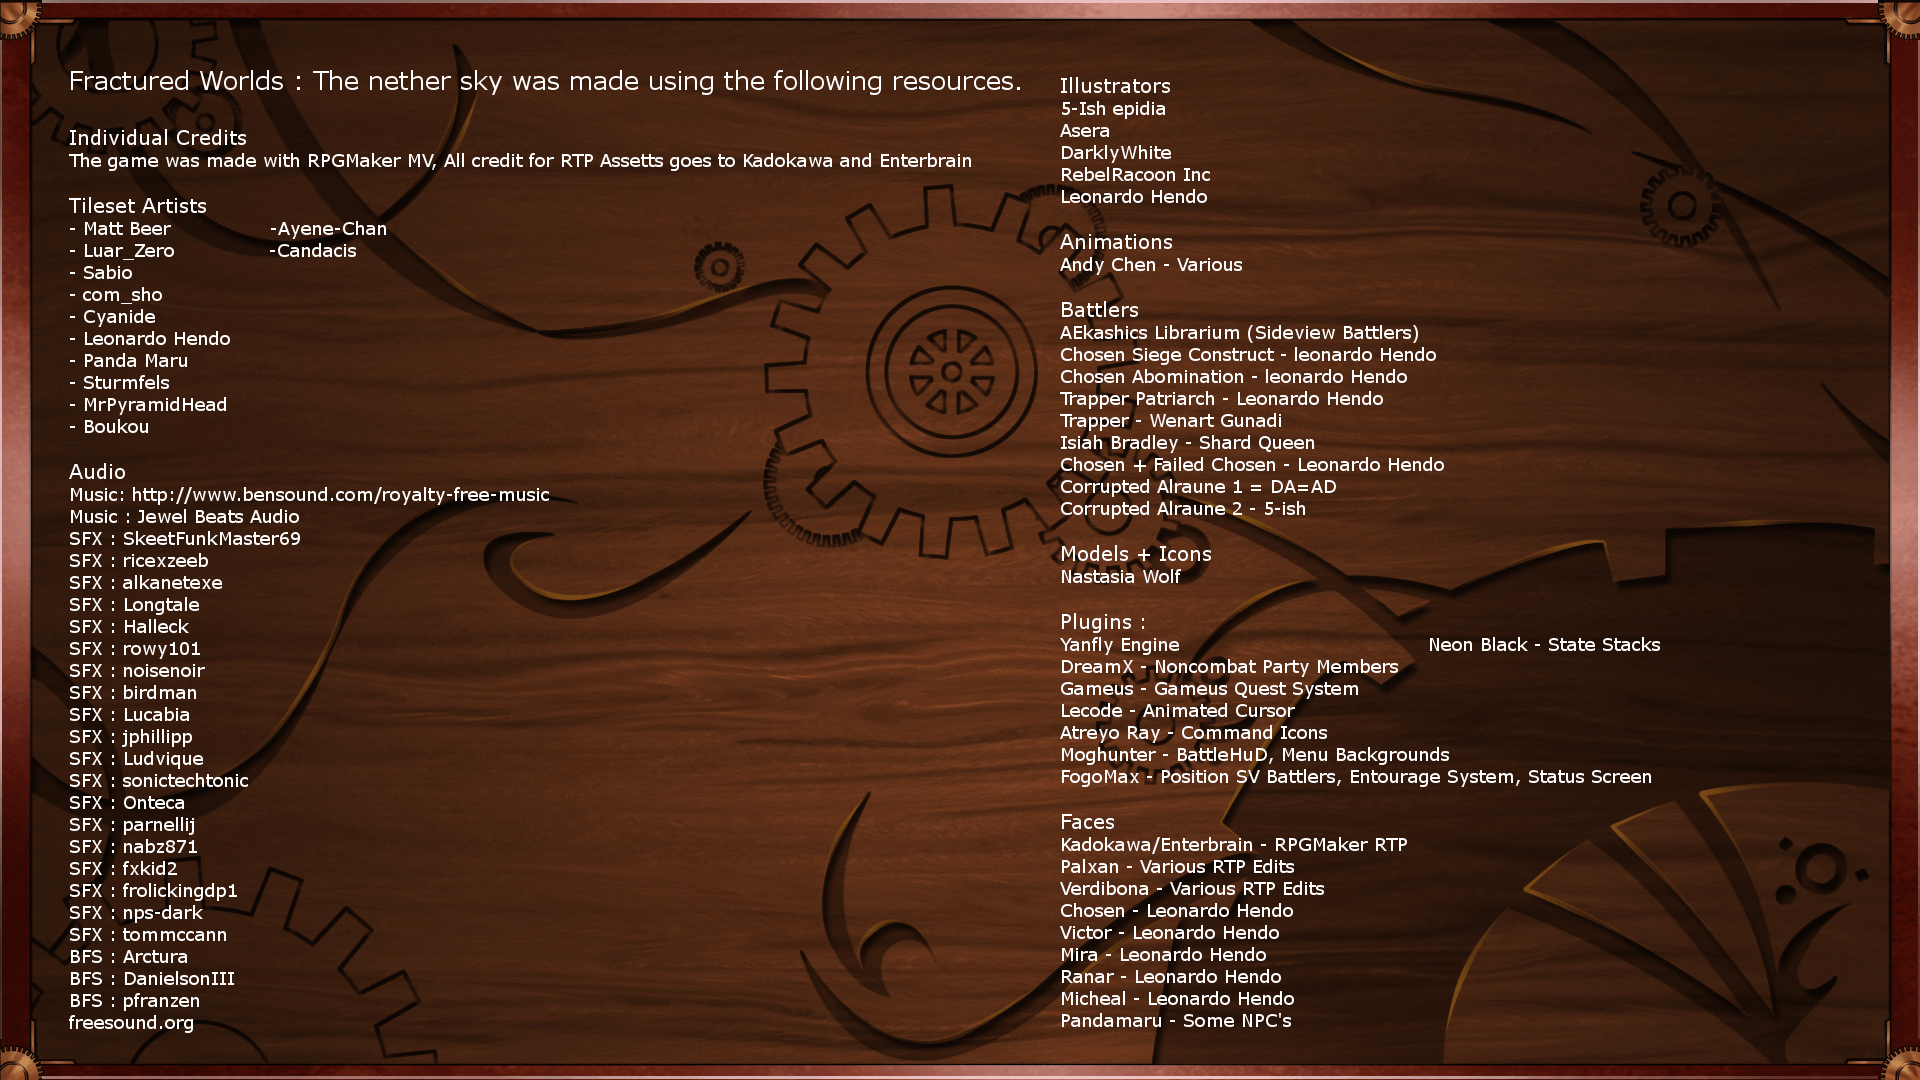 Fractured Worlds : The nether sky was made using the following resources.
Individual Credits
The game was made with RPGMaker MV, All credit for RTP Assetts goes to Kadokawa and Enterbrain
Tileset Artists
- Matt Beer -Ayene-Chan
- Luar_Zero -Candacis
- Sabio
- com_sho
- Cyanide
- Leonardo Hendo
- Panda Maru
- Sturmfels
- MrPyramidHead
- Boukou
Audio
Music: http://www.bensound.com/royalty-free-music
Music : Jewel Beats Audio
SFX : SkeetFunkMaster69
SFX : ricexzeeb
SFX : alkanetexe
SFX : Longtale
SFX : Halleck
SFX : rowy101
SFX : noisenoir
SFX : birdman
SFX : Lucabia
SFX : jphillipp
SFX : Ludvique
SFX : sonictechtonic
SFX : Onteca
SFX : parnellij
SFX : nabz871
SFX : fxkid2
SFX : frolickingdp1
SFX : nps-dark
SFX : tommccann
BFS : Arctura
BFS : DanielsonIII
BFS : pfranzen
freesound.org
Illustrators
5-Ish epidia
Asera
DarklyWhite
RebelRacoon Inc
Leonardo Hendo
Animations
Andy Chen - Various
Battlers
AEkashics Librarium (Sideview Battlers)
Chosen Siege Construct - leonardo Hendo
Chosen Abomination - leonardo Hendo
Trapper Patriarch - Leonardo Hendo
Trapper - Wenart Gunadi
Isiah Bradley - Shard Queen
Chosen + Failed Chosen - Leonardo Hendo
Corrupted Alraune 1 = DA=AD
Corrupted Alraune 2 - 5-ish
Models + Icons
Nastasia Wolf
Plugins :
Yanfly Engine Neon Black - State Stacks
DreamX - Noncombat Party Members
Gameus - Gameus Quest System
Lecode - Animated Cursor
Atreyo Ray - Command Icons
Moghunter - BattleHuD, Menu Backgrounds
FogoMax - Position SV Battlers, Entourage System, Status Screen
Faces
Kadokawa/Enterbrain - RPGMaker RTP
Palxan - Various RTP Edits
Verdibona - Various RTP Edits
Chosen - Leonardo Hendo
Victor - Leonardo Hendo
Mira - Leonardo Hendo
Ranar - Leonardo Hendo
Micheal - Leonardo Hendo
Pandamaru - Some NPC's